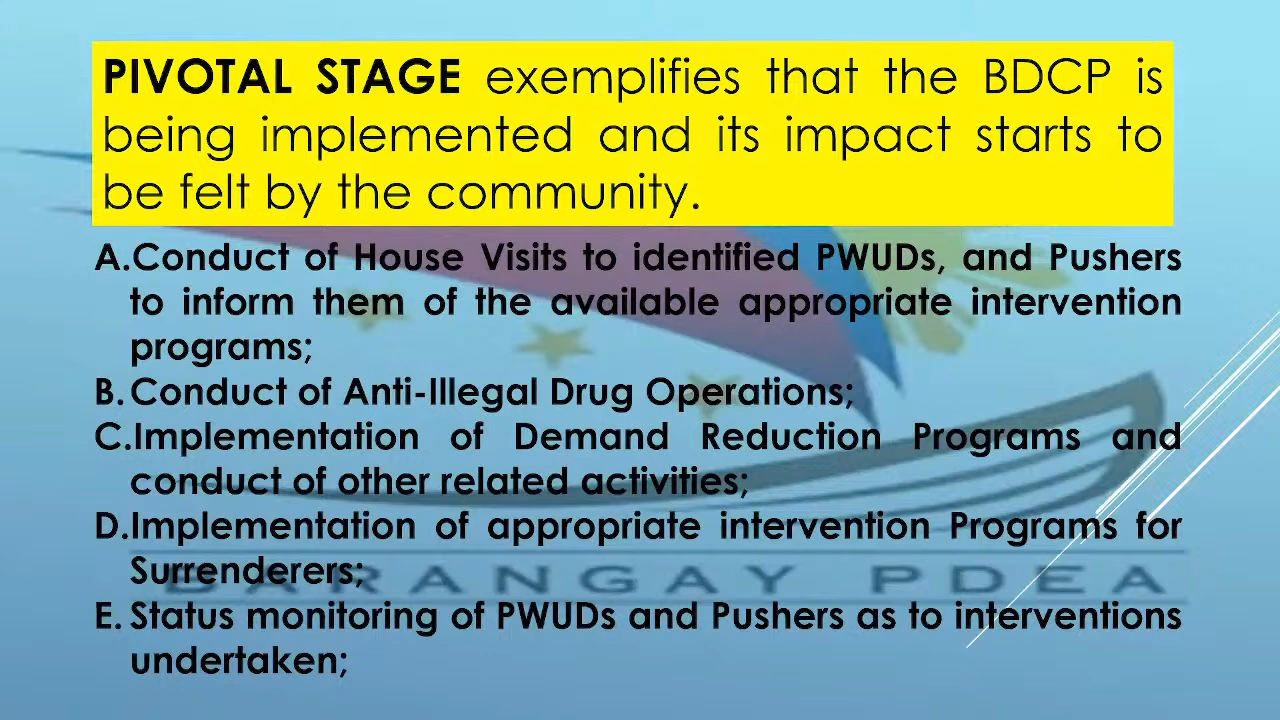 PIVOTAL STAGE exemplifies that the BDCP is
being implemented and its impact starts to
be felt by the community.
A.Conduct of House Visits to identified PWUDs, and Pushers
to inform them of the available appropriate intervention
programs;
B. Conduct of Anti-Illegal Drug Operations;
C.Implementation of Demand Reduction Programs and
conduct of other related activities;
D.Implementation of appropriate intervention Programs for
Surrenderers;
BARANGAY PDEA
E. Status monitoring of PWUDs and Pushers as to interventions
undertaken;